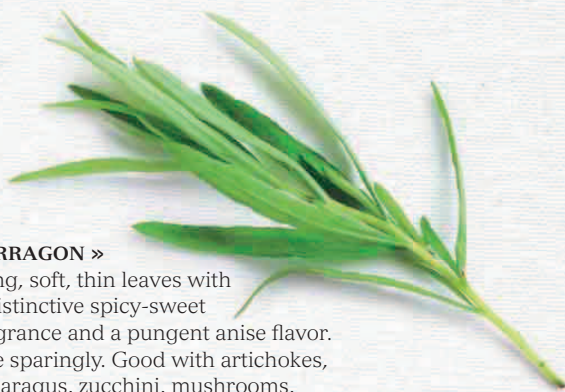 RRAGON »
ng, soft, thin leaves with
istinctive spicy-sweet
grance and a pungent anise flavor.
e sparingly. Good with artichokes,
aragus, zucchini, mushrooms,